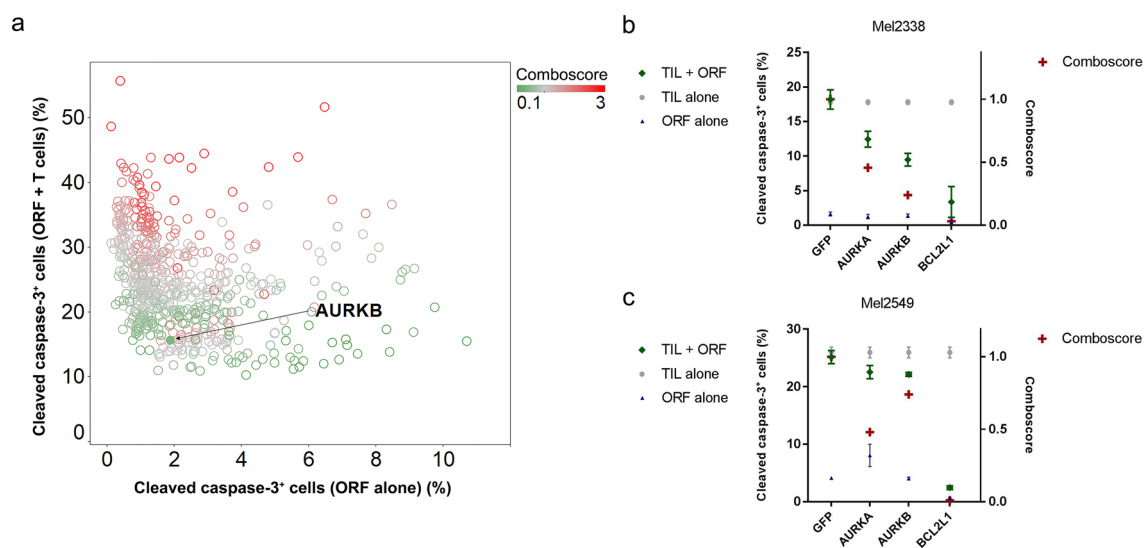 a
Cleaved caspase-3⁺ cells (ORF + T cells) (%)
50
40
30
20
10
0
0
2
4
6
8
10
Cleaved caspase-3⁺ cells (ORF alone) (%)
AURKB
Comboscore
0.1
3
b
Mel2338
TIL + ORF
TIL alone
ORF alone
Cleaved caspase-3⁺ cells (%)
25
20
15
10
5
0
GFP
AURKA
AURKB
BCL2L1
1.0
0.5
0.0
Comboscore
Comboscore
c
Mel2549
TIL + ORF
TIL alone
ORF alone
Cleaved caspase-3⁺ cells (%)
30
20
10
0
GFP
AURKA
AURKB
BCL2L1
1.0
0.5
0.0
Comboscore
Comboscore